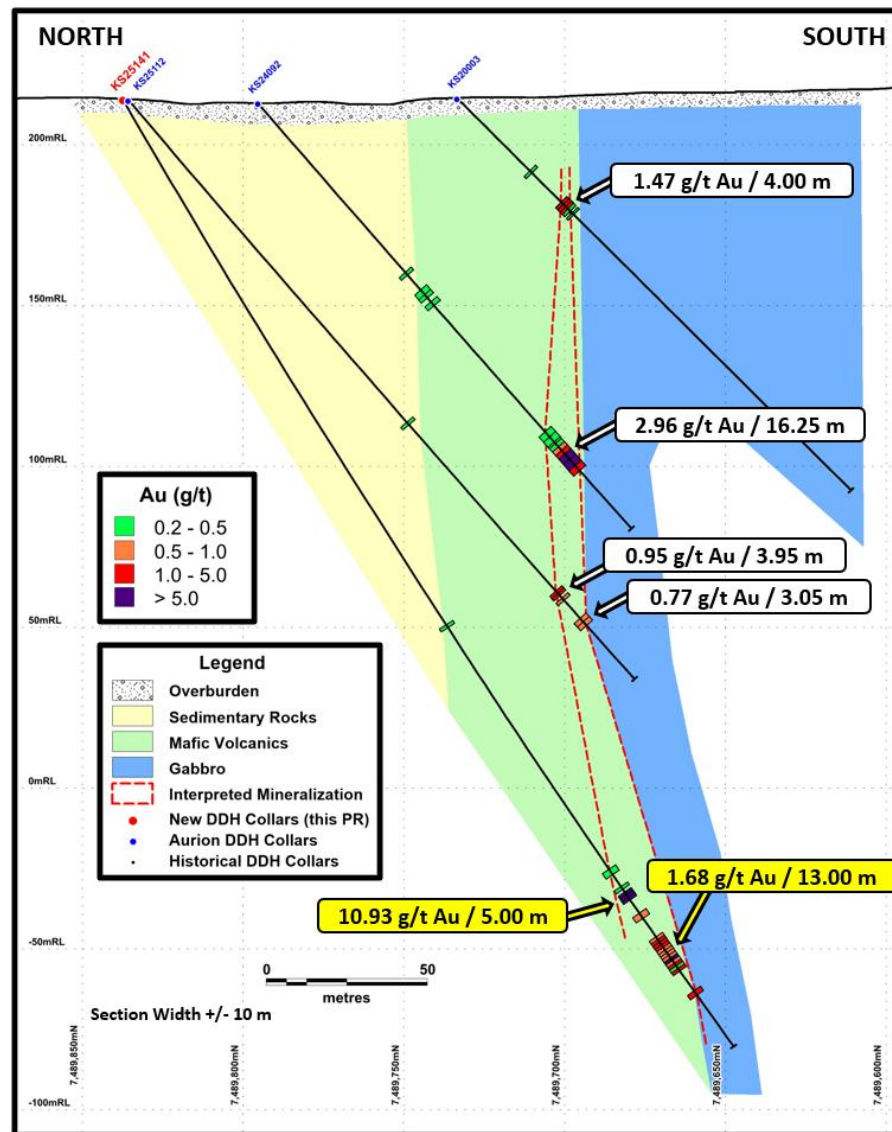 NORTH
SOUTH
KS25141
KS25112
KS24092
KS20003
200mRL
1.47 g/t Au / 4.00 m
150mRL
2.96 g/t Au / 16.25 m
100mRL
Au (g/t)
0.2 - 0.5
0.5 - 1.0
1.0 - 5.0
> 5.0
0.95 g/t Au / 3.95 m
0.77 g/t Au / 3.05 m
50mRL
Legend
Overburden
Sedimentary Rocks
Mafic Volcanics
Gabbro
Interpreted Mineralization
New DDH Collars (this PR)
Aurion DDH Collars
Historical DDH Collars
0mRL
1.68 g/t Au / 13.00 m
10.93 g/t Au / 5.00 m
-50mRL
0 50
metres
Section Width +/- 10 m
7,489,850mN
7,489,800mN
7,489,750mN
7,489,700mN
7,489,650mN
7,489,600mN
-100mRL